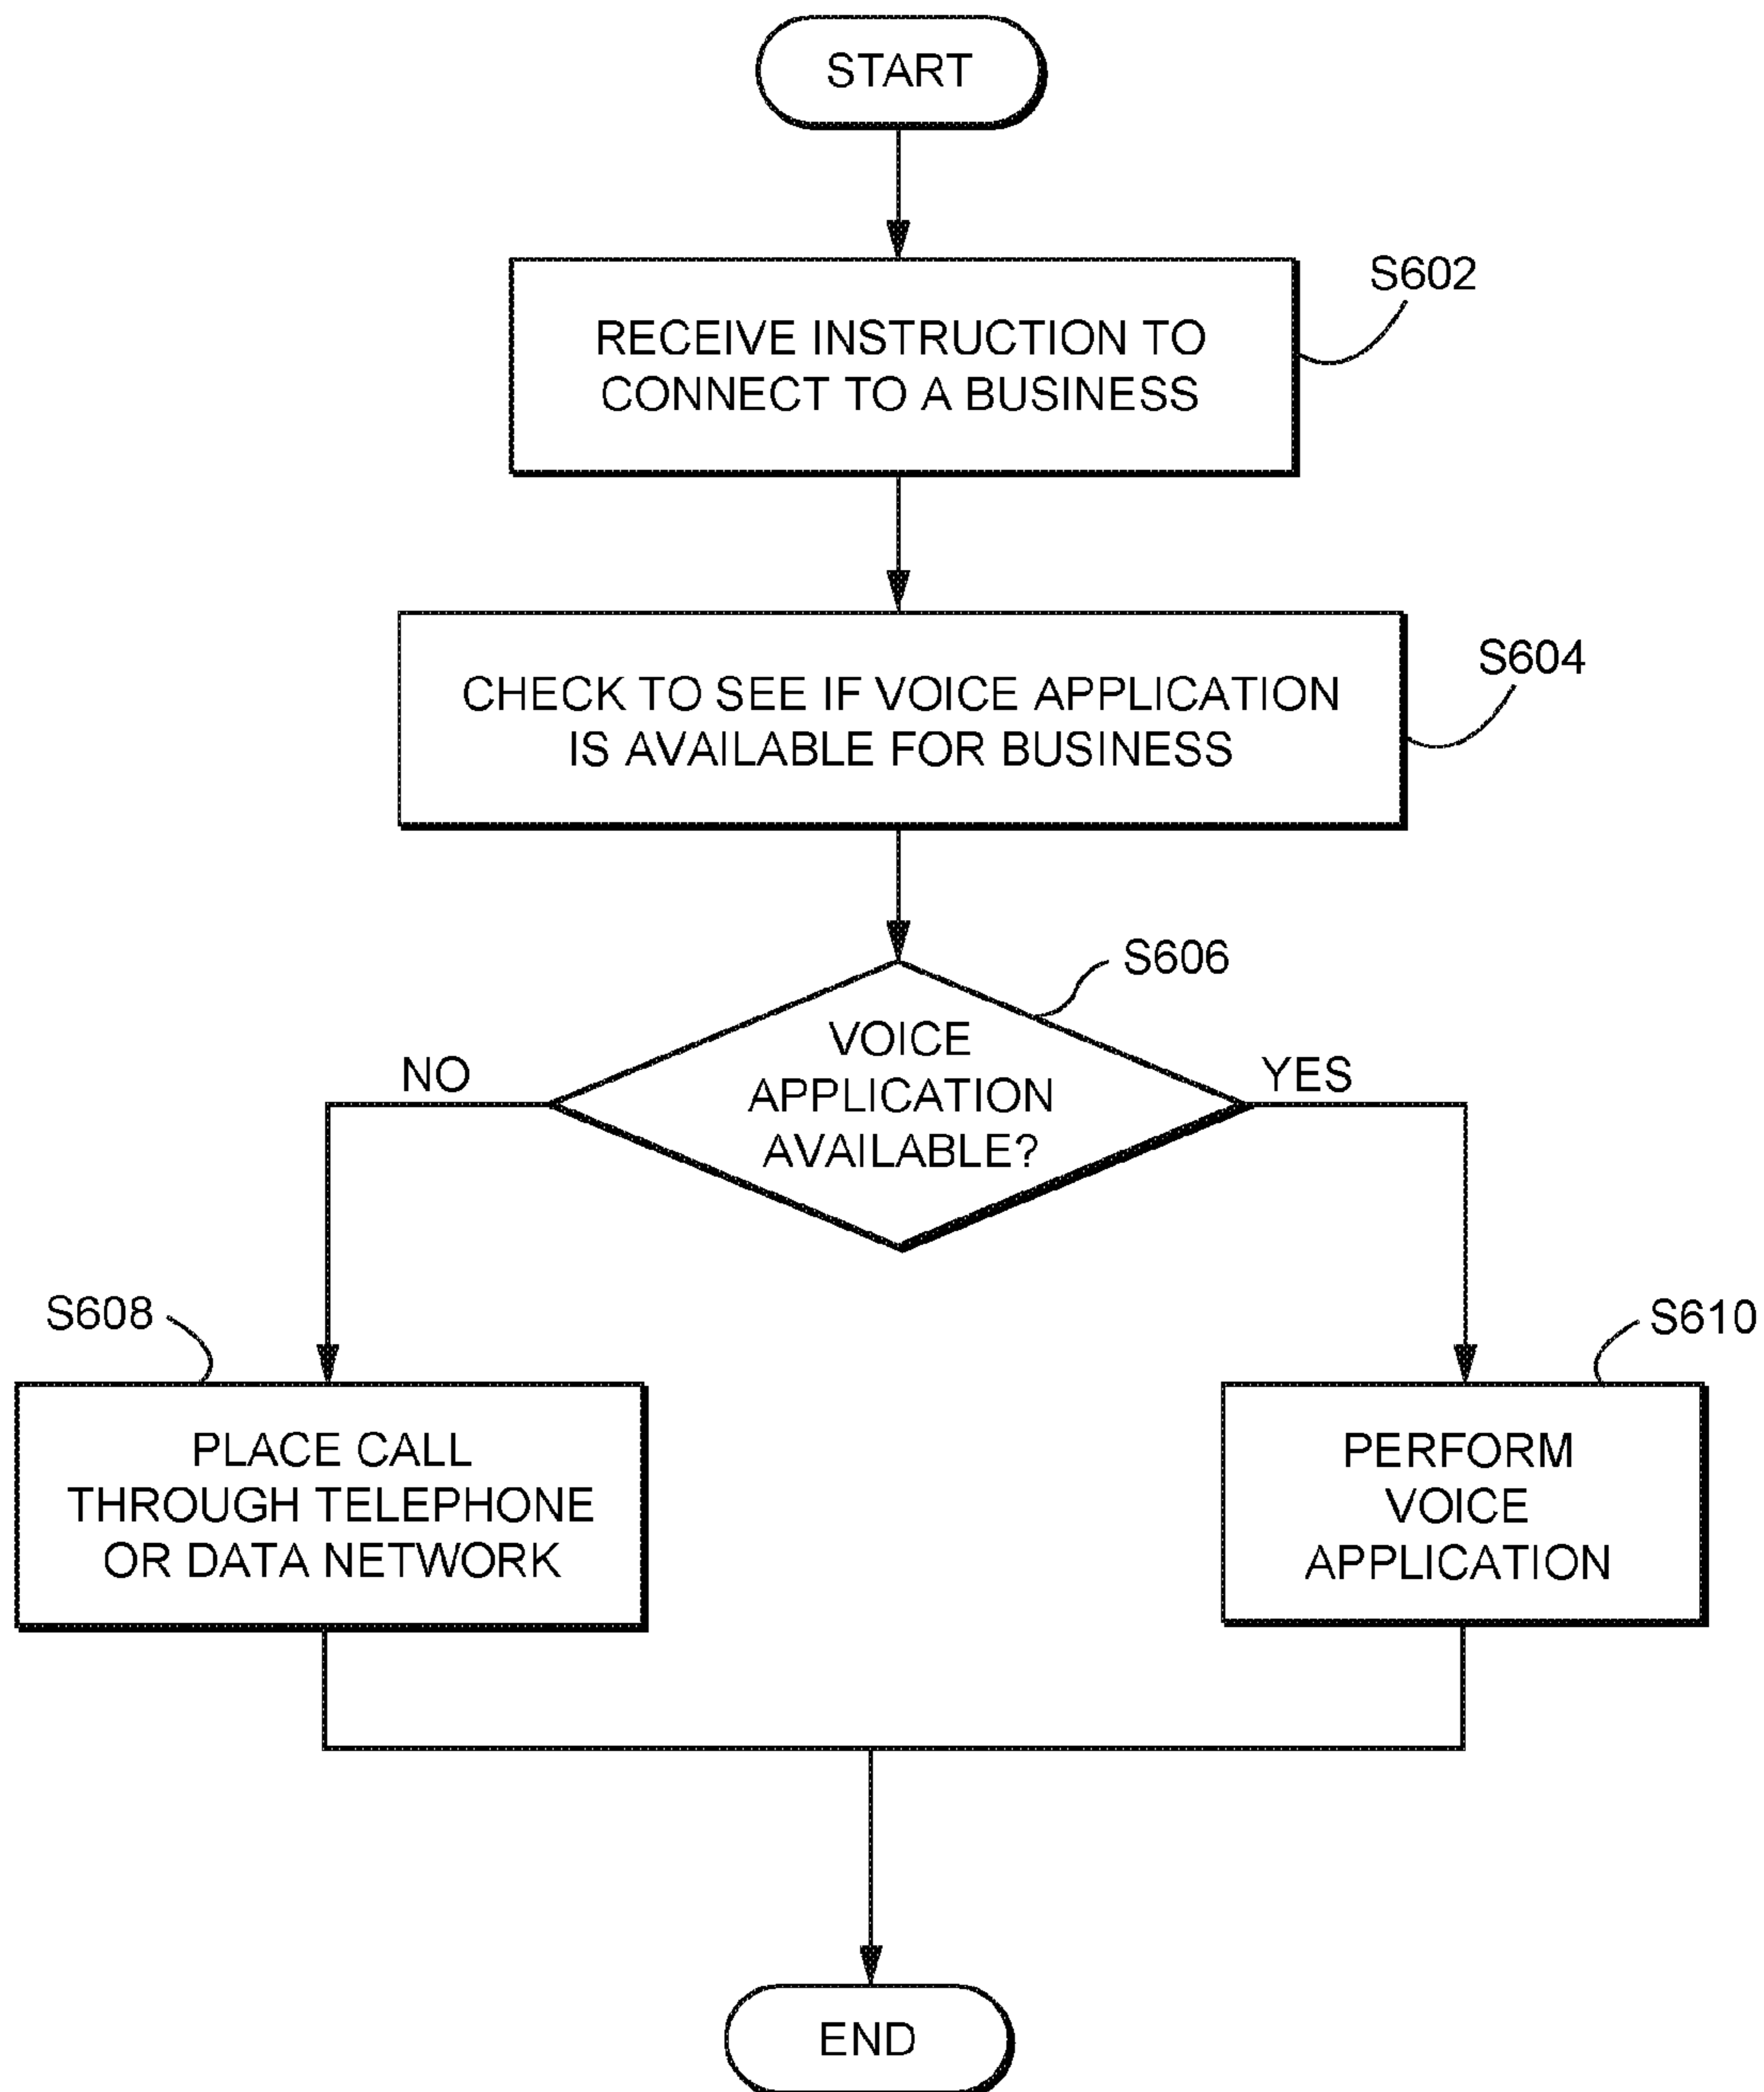 START
S602
RECEIVE INSTRUCTION TO
CONNECT TO A BUSINESS
S604
CHECK TO SEE IF VOICE APPLICATION
IS AVAILABLE FOR BUSINESS
S606
VOICE
APPLICATION
AVAILABLE?
NO
YES
S608
PLACE CALL
THROUGH TELEPHONE
OR DATA NETWORK
S610
PERFORM
VOICE
APPLICATION
END